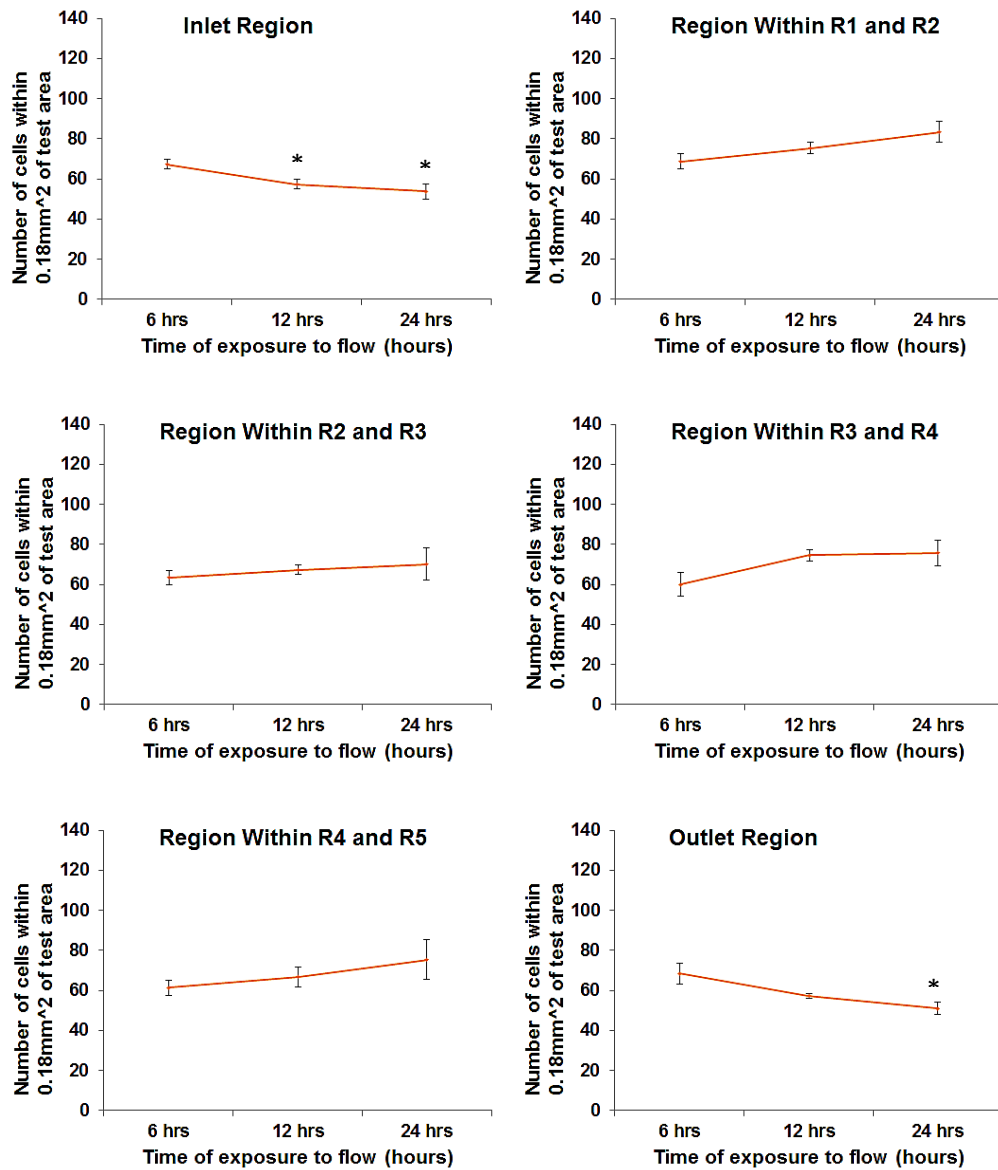 Inlet Region
Number of cells within
0.18mm^2 of test area
140
120
100
80
60
40
20
0
*
*
6 hrs 12 hrs 24 hrs
Time of exposure to flow (hours)
Region Within R1 and R2
Number of cells within
0.18mm^2 of test area
140
120
100
80
60
40
20
0
6 hrs 12 hrs 24 hrs
Time of exposure to flow (hours)
Region Within R2 and R3
Number of cells within
0.18mm^2 of test area
140
120
100
80
60
40
20
0
6 hrs 12 hrs 24 hrs
Time of exposure to flow (hours)
Region Within R3 and R4
Number of cells within
0.18mm^2 of test area
140
120
100
80
60
40
20
0
6 hrs 12 hrs 24 hrs
Time of exposure to flow (hours)
Region Within R4 and R5
Number of cells within
0.18mm^2 of test area
140
120
100
80
60
40
20
0
6 hrs 12 hrs 24 hrs
Time of exposure to flow (hours)
Outlet Region
Number of cells within
0.18mm^2 of test area
140
120
100
80
60
40
20
0
*
6 hrs 12 hrs 24 hrs
Time of exposure to flow (hours)